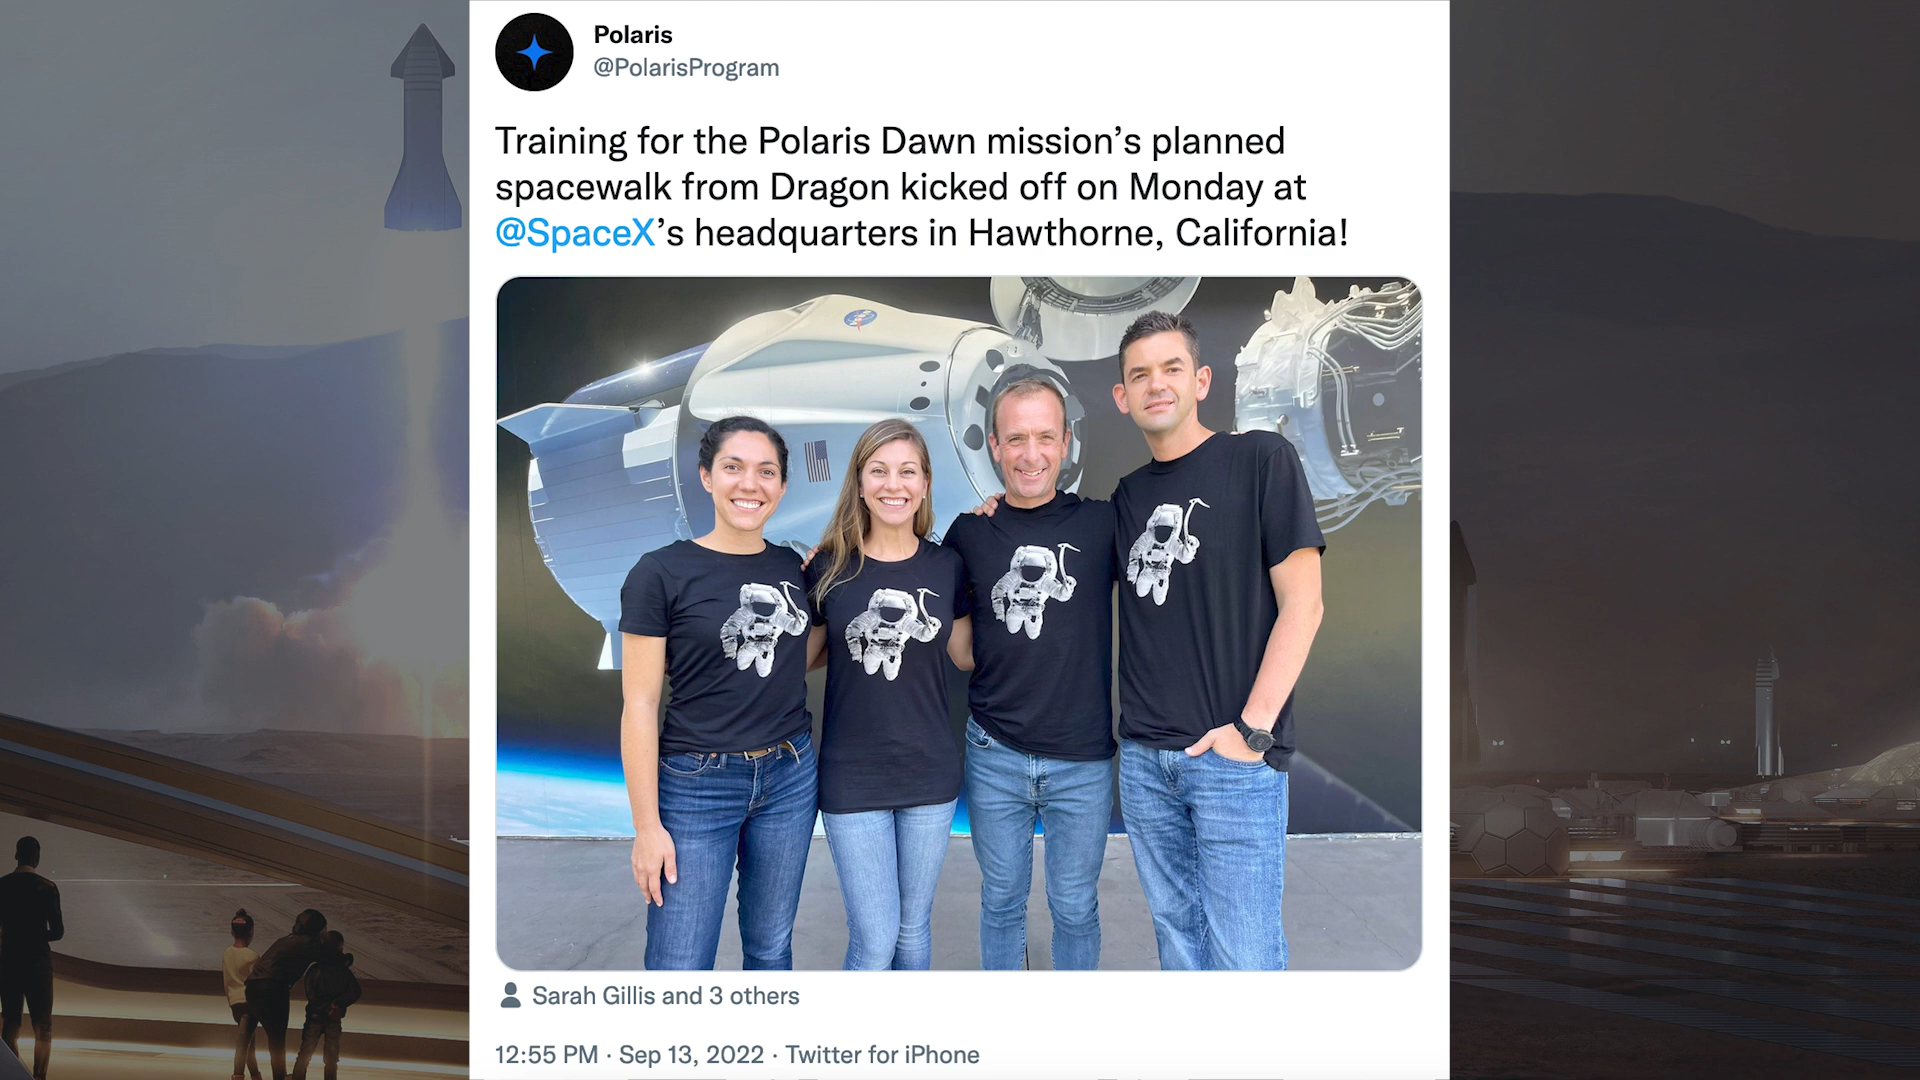 Polaris
@PolarisProgram
Training for the Polaris Dawn mission’s planned
spacewalk from Dragon kicked off on Monday at
@SpaceX’s headquarters in Hawthorne, California!
Sarah Gillis and 3 others
12:55 PM · Sep 13, 2022 · Twitter for iPhone